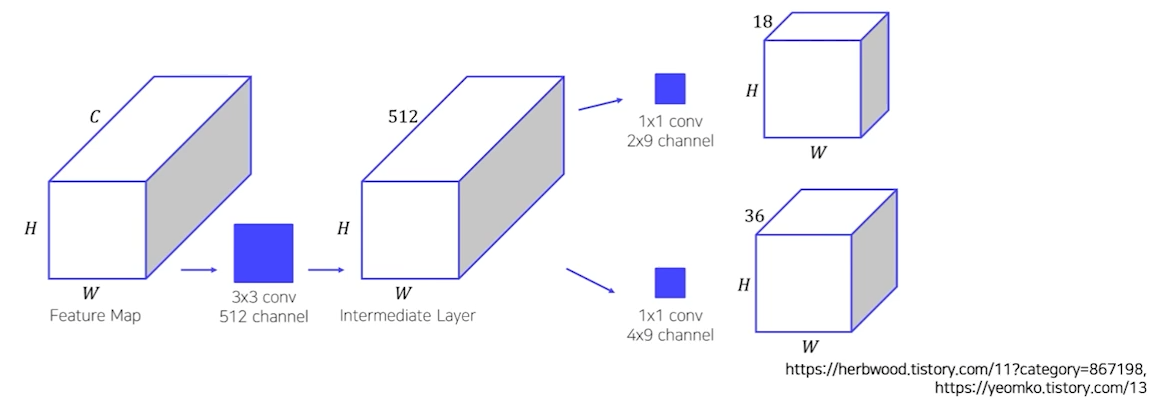 C
H
W
Feature Map
3x3 conv
512 channel
512
H
W
Intermediate Layer
1x1 conv
2x9 channel
18
H
W
1x1 conv
4x9 channel
36
H
W
https://herbwood.tistory.com/11?category=867198,
https://yeomko.tistory.com/13